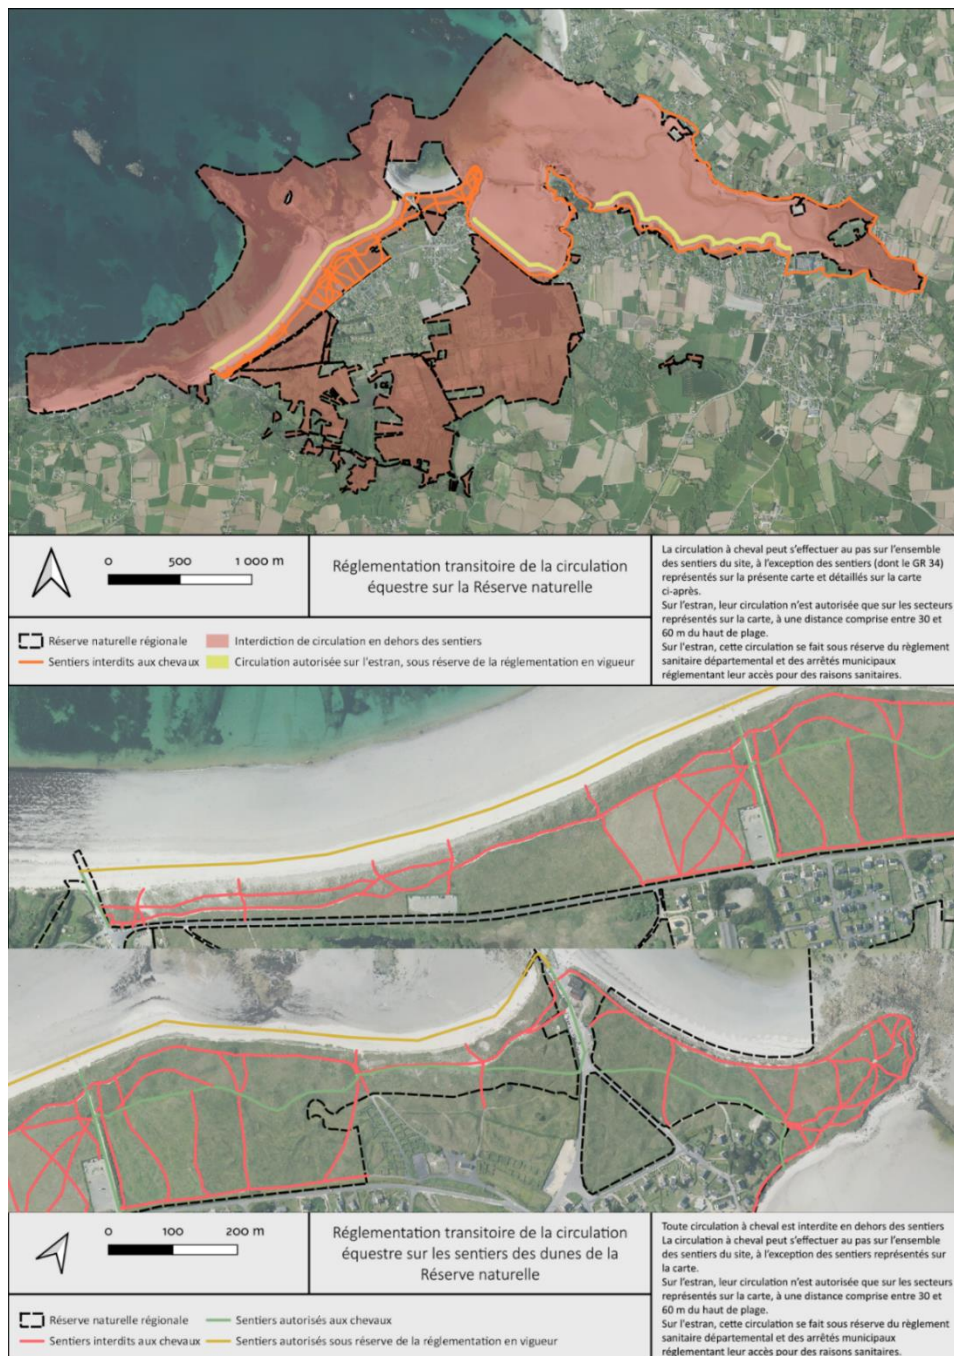 0 500 1 000 m
Réglementation transitoire de la circulation
équestre sur la Réserve naturelle
La circulation à cheval peut s'effectuer au pas sur l'ensemble
des sentiers du site, à l'exception des sentiers (dont le GR 34)
représentés sur la présente carte et détaillés sur la carte
ci-après.
Sur l'estran, leur circulation n'est autorisée que sur les secteurs
représentés sur la carte, à une distance comprise entre 30 et
60 m du haut de plage.
Sur l'estran, cette circulation se fait sous réserve du règlement
sanitaire départemental et des arrêtés municipaux
réglementant leur accès pour des raisons sanitaires.
Réserve naturelle régionale
Interdiction de circulation en dehors des sentiers
Sentiers interdits aux chevaux
Circulation autorisée sur l'estran, sous réserve de la réglementation en vigueur
0 100 200 m
Réglementation transitoire de la circulation
équestre sur les sentiers des dunes de la
Réserve naturelle
Toute circulation à cheval est interdite en dehors des sentiers
La circulation à cheval peut s'effectuer au pas sur l'ensemble
des sentiers du site, à l'exception des sentiers représentés sur
la carte.
Sur l'estran, leur circulation n'est autorisée que sur les secteurs
représentés sur la carte, à une distance comprise entre 30 et
60 m du haut de plage.
Sur l'estran, cette circulation se fait sous réserve du règlement
sanitaire départemental et des arrêtés municipaux
réglementant leur accès pour des raisons sanitaires.
Réserve naturelle régionale
Sentiers autorisés aux chevaux
Sentiers interdits aux chevaux
Sentiers autorisés sous réserve de la réglementation en vigueur